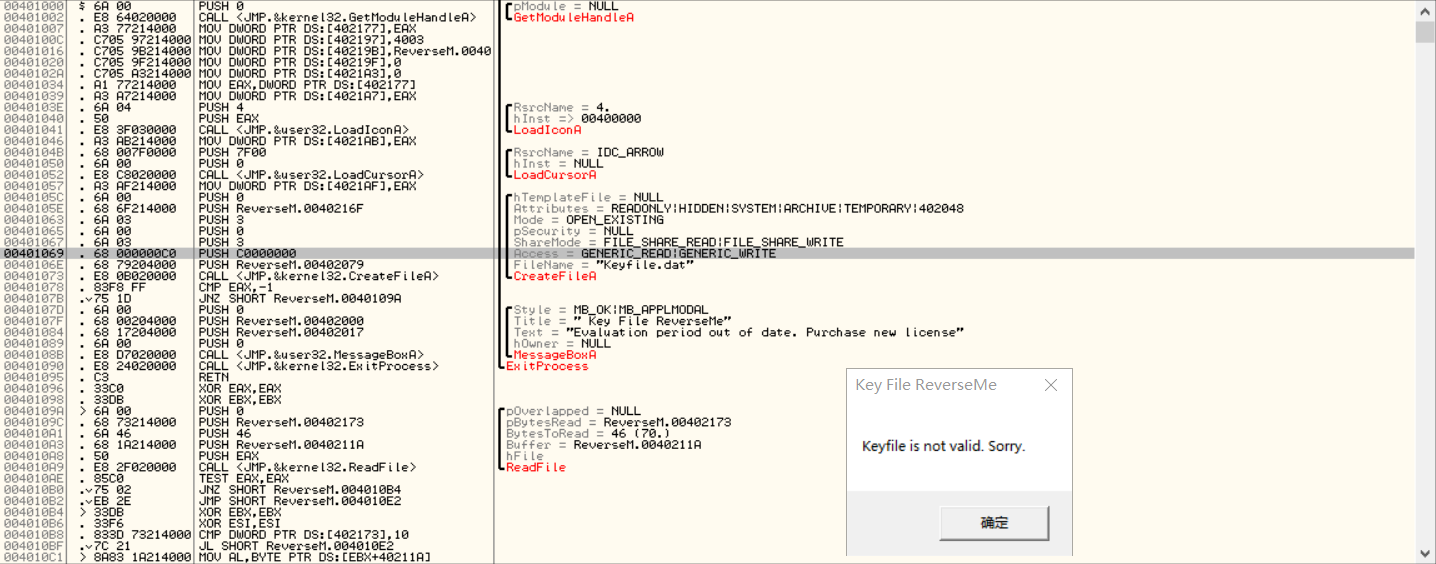 00401000 $ 6A 00 PUSH 0 pModule = NULL
00401002 . E8 64020000 CALL <JMP.&kernel32.GetModuleHandleA> GetModuleHandleA
00401007 . A3 77214000 MOV DWORD PTR DS:[402177],EAX
0040100C . C705 97214000 MOV DWORD PTR DS:[402197],4003
00401016 . C705 9B214000 MOV DWORD PTR DS:[40219B],ReverseM.0040
00401020 . C705 9F214000 MOV DWORD PTR DS:[40219F],0
0040102A . C705 A3214000 MOV DWORD PTR DS:[4021A3],0
00401034 . A1 77214000 MOV EAX,DWORD PTR DS:[402177]
00401039 . A3 A7214000 MOV DWORD PTR DS:[4021A7],EAX
0040103E . 6A 04 PUSH 4 RsrcName = 4.
00401040 . 50 PUSH EAX hInst => 00400000
00401041 . E8 3F030000 CALL <JMP.&user32.LoadIconA> LoadIconA
00401046 . A3 AB214000 MOV DWORD PTR DS:[4021AB],EAX
0040104B . 68 007F0000 PUSH 7F00 RsrcName = IDC_ARROW
00401050 . 6A 00 PUSH 0 hInst = NULL
00401052 . E8 C8020000 CALL <JMP.&user32.LoadCursorA> LoadCursorA
00401057 . A3 AF214000 MOV DWORD PTR DS:[4021AF],EAX
0040105C . 6A 00 PUSH 0 hTemplateFile = NULL
0040105E . 68 6F214000 PUSH ReverseM.0040216F Attributes = READONLY|HIDDEN|SYSTEM|ARCHIVE|TEMPORARY|402048
00401063 . 6A 03 PUSH 3 Mode = OPEN_EXISTING
00401065 . 6A 00 PUSH 0 pSecurity = NULL
00401067 . 6A 03 PUSH 3 ShareMode = FILE_SHARE_READ|FILE_SHARE_WRITE
00401069 . 68 000000C0 PUSH C0000000 Access = GENERIC_READ|GENERIC_WRITE
0040106E . 68 79204000 PUSH ReverseM.00402079 FileName = "Keyfile.dat"
00401073 . E8 0B020000 CALL <JMP.&kernel32.CreateFileA> CreateFileA
00401078 . 83F8 FF CMP EAX,-1
0040107B .v75 1D JNZ SHORT ReverseM.0040109A
0040107D . 6A 00 PUSH 0 Style = MB_OK|MB_APPLMODAL
0040107F . 68 00204000 PUSH ReverseM.00402000 Title = " Key File ReverseMe"
00401084 . 68 17204000 PUSH ReverseM.00402017 Text = "Evaluation period out of date. Purchase new license"
00401089 . 6A 00 PUSH 0 hOwner = NULL
0040108B . E8 D7020000 CALL <JMP.&user32.MessageBoxA> MessageBoxA
00401090 . E8 24020000 CALL <JMP.&kernel32.ExitProcess> ExitProcess
00401095 . C3 RETN
00401096 . 33C0 XOR EAX,EAX
00401098 . 33DB XOR EBX,EBX
0040109A > 6A 00 PUSH 0 pOverlapped = NULL
0040109C . 68 73214000 PUSH ReverseM.00402173 pBytesRead = ReverseM.00402173
004010A1 . 6A 46 PUSH 46 BytesToRead = 46 (70.)
004010A3 . 68 1A214000 PUSH ReverseM.0040211A Buffer = ReverseM.0040211A
004010A8 . 50 PUSH EAX hFile
004010A9 . E8 2F020000 CALL <JMP.&kernel32.ReadFile> ReadFile
004010AE . 85C0 TEST EAX,EAX
004010B0 .v75 02 JNZ SHORT ReverseM.004010B4
004010B2 .vEB 2E JMP SHORT ReverseM.004010E2
004010B4 > 33DB XOR EBX,EBX
004010B6 . 33F6 XOR ESI,ESI
004010B8 . 833D 73214000 CMP DWORD PTR DS:[402173],10
004010BF .v7C 21 JL SHORT ReverseM.004010E2
004010C1 > 8A83 1A214000 MOV AL,BYTE PTR DS:[EBX+40211A]
Key File ReverseMe
Keyfile is not valid. Sorry.
确定